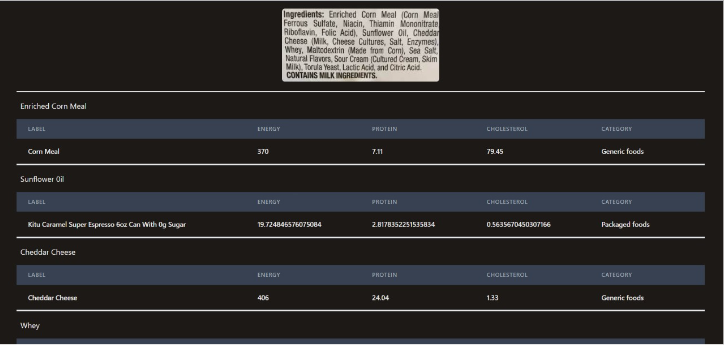 Ingredients: Enriched Corn Meal (Corn Meal
Ferrous Sulfate, Niacin, Thiamin Mononitrate,
Riboflavin, Folic Acid), Sunflower Oil, Cheddar
Cheese (Milk, Cheese Cultures, Salt, Enzymes),
Whey, Maltodextrin (Made from Corn), Sea Salt,
Natural Flavors, Sour Cream (Cultured Cream, Skim
Milk), Torula Yeast, Lactic Acid, and Citric Acid.
CONTAINS MILK INGREDIENTS.
Enriched Corn Meal
LABEL ENERGY PROTEIN CHOLESTEROL CATEGORY
Corn Meal 370 7.11 79.45 Generic foods
Sunflower 0il
LABEL ENERGY PROTEIN CHOLESTEROL CATEGORY
Kitu Caramel Super Espresso 6oz Can With 0g Sugar 19.724846576075084 2.8178352251535834 0.5635670450307166 Packaged foods
Cheddar Cheese
LABEL ENERGY PROTEIN CHOLESTEROL CATEGORY
Cheddar Cheese 406 24.04 1.33 Generic foods
Whey